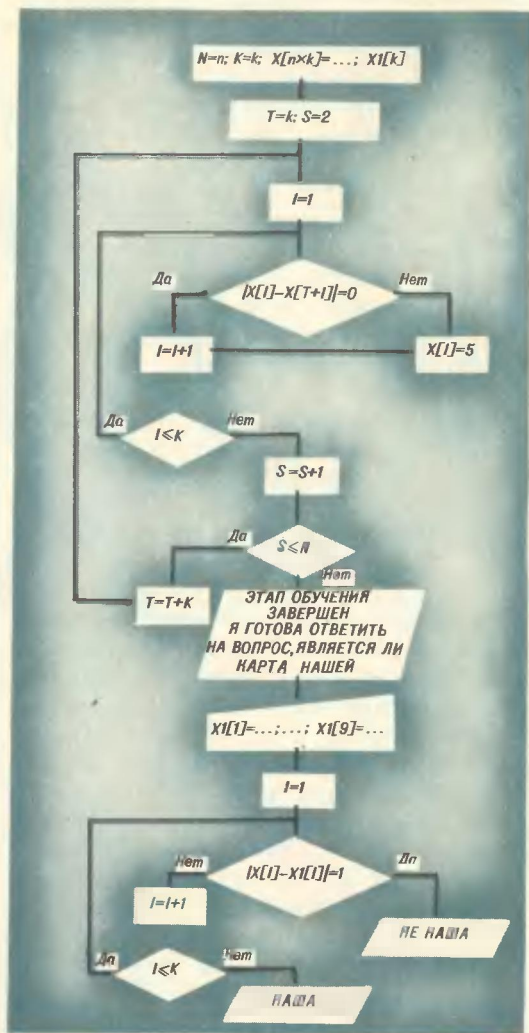 N=n; K=k; X[n×k]=...; X1[k]
T=k; S=2
I=1
Да
|X[I]-X[T+I]|=0
Нет
I=I+1
X[I]=5
Да
I≤K
Нет
S=S+1
Да
S≤N
Нет
T=T+K
ЭТАП ОБУЧЕНИЯ
ЗАВЕРШЕН
Я ГОТОВА ОТВЕТИТЬ
НА ВОПРОС, ЯВЛЯЕТСЯ ЛИ
КАРТА НАШЕЙ
X1[1]=...;...; X1[9]=...
I=1
Нет
|X[I]-X1[I]|=1
Да
I=I+1
НЕ НАША
Да
I≤K
Нет
НАША